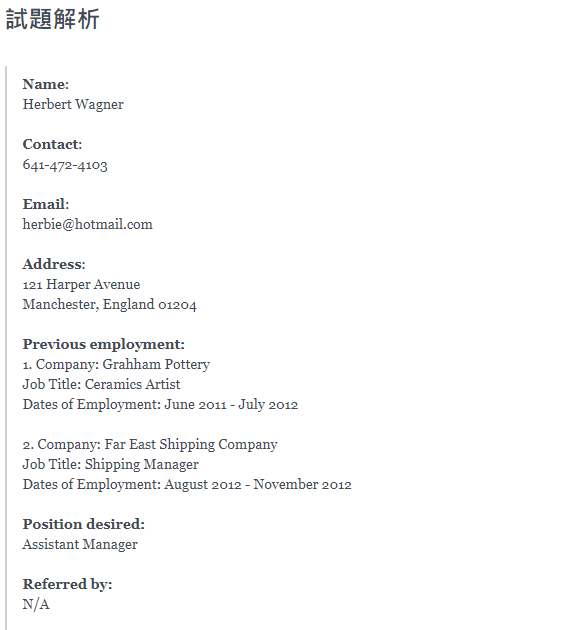 試題解析
Name:
Herbert Wagner
Contact:
641-472-4103
Email:
herbie@hotmail.com
Address:
121 Harper Avenue
Manchester, England 01204
Previous employment:
1. Company: Grahham Pottery
Job Title: Ceramics Artist
Dates of Employment: June 2011 - July 2012
2. Company: Far East Shipping Company
Job Title: Shipping Manager
Dates of Employment: August 2012 - November 2012
Position desired:
Assistant Manager
Referred by:
N/A